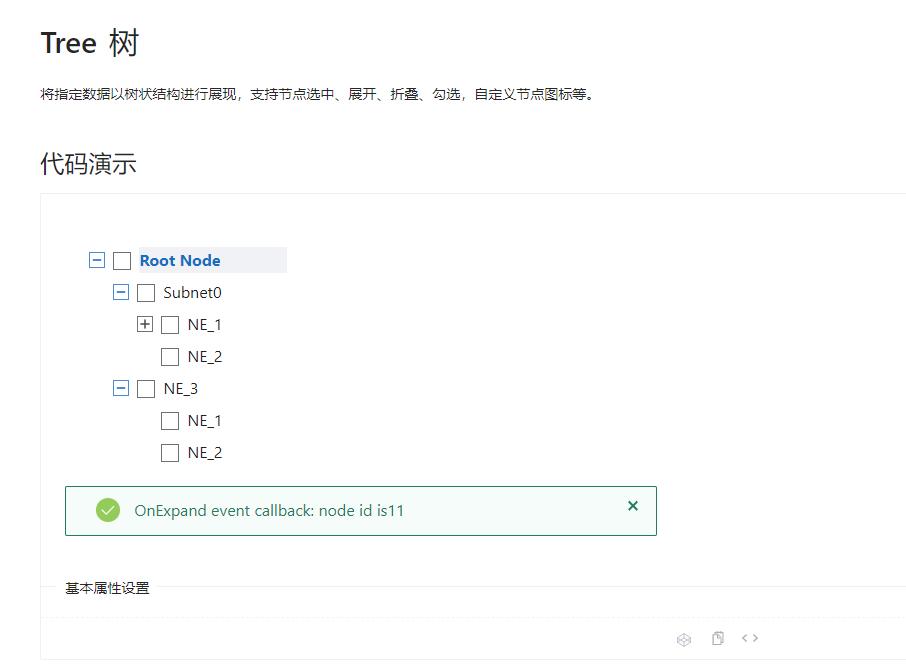 Tree 树
将指定数据以树状结构进行展现，支持节点选中、展开、折叠、勾选，自定义节点图标等。
代码演示
Root Node
Subnet0
NE_1
NE_2
NE_3
NE_1
NE_2
OnExpand event callback: node id is11
基本属性设置